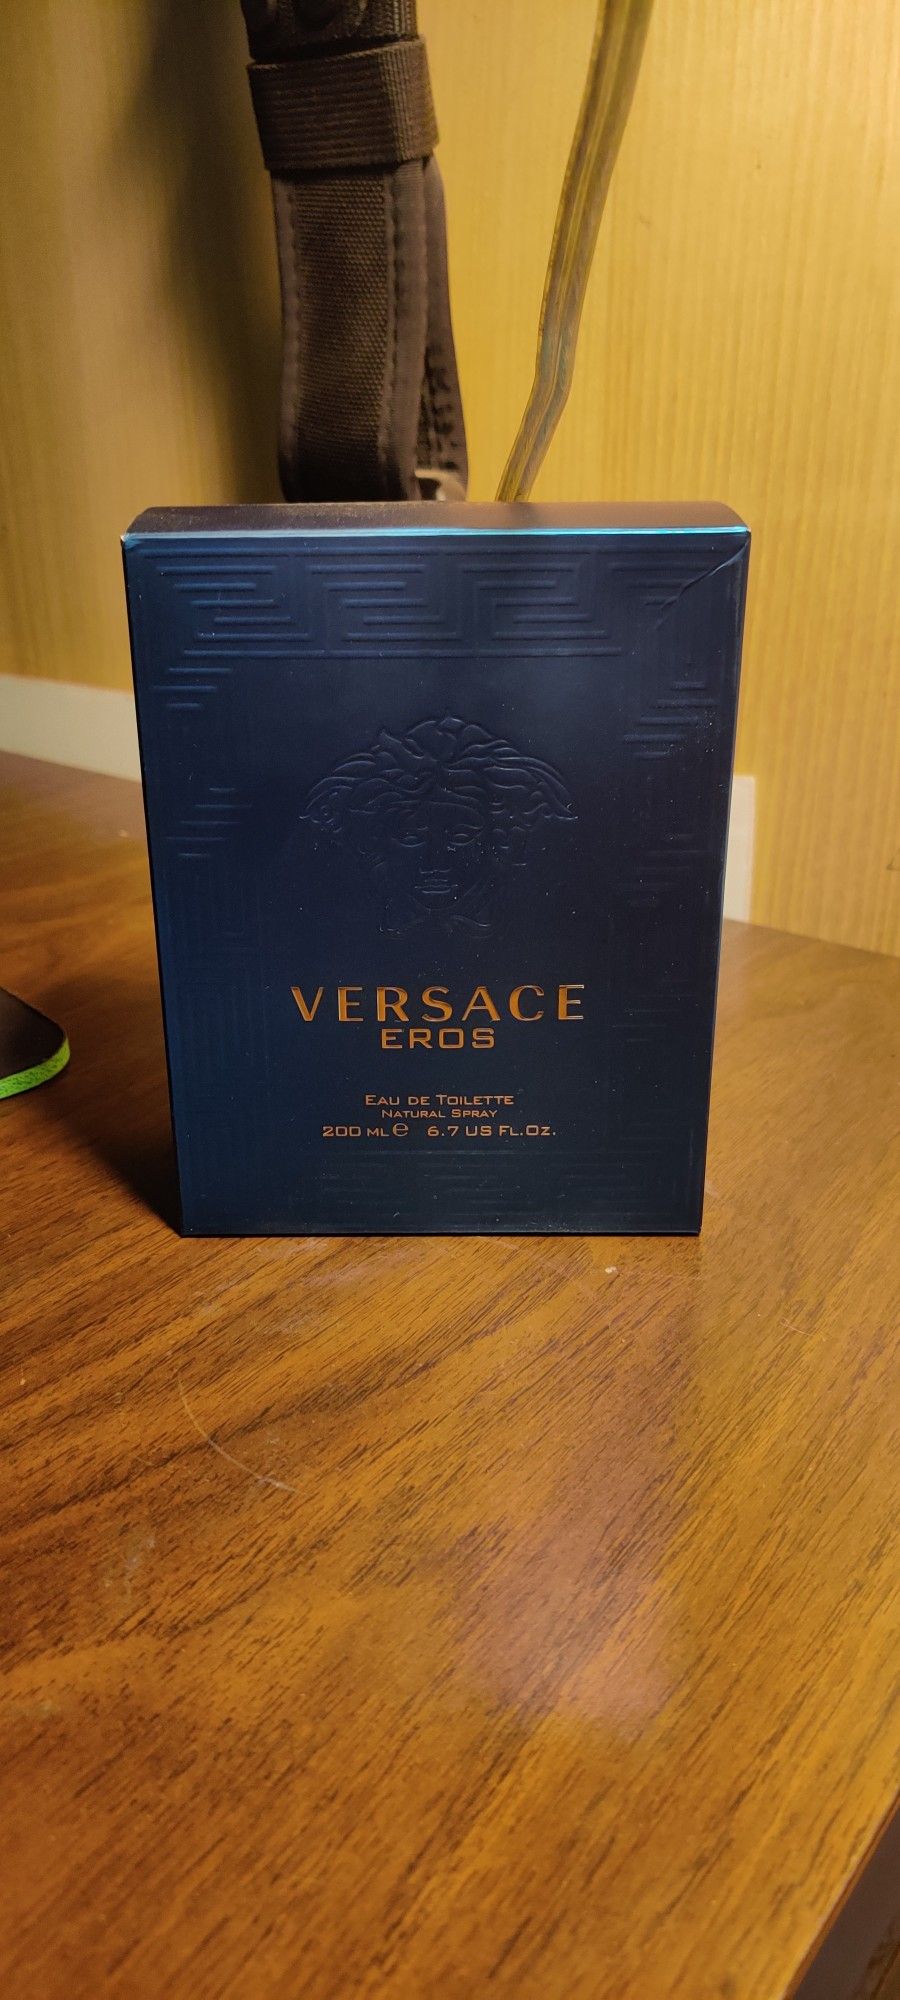 VERSACE
EROS
EAU DE TOILETTE
NATURAL SPRAY
200 ML ℮ 6.7 US FL.OZ.